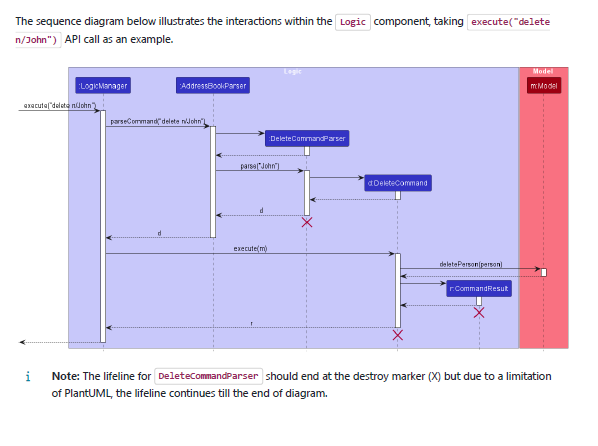 The sequence diagram below illustrates the interactions within the Logic component, taking execute("delete
n/John") API call as an example.
Logic
Model
:LogicManager
:AddressBookParser
m:Model
execute("delete n/John")
parseCommand("delete n/John")
:DeleteCommandParser
parse("John")
d:DeleteCommand
d
d
execute(m)
deletePerson(person)
r:CommandResult
r
i Note: The lifeline for DeleteCommandParser should end at the destroy marker (X) but due to a limitation
of PlantUML, the lifeline continues till the end of diagram.